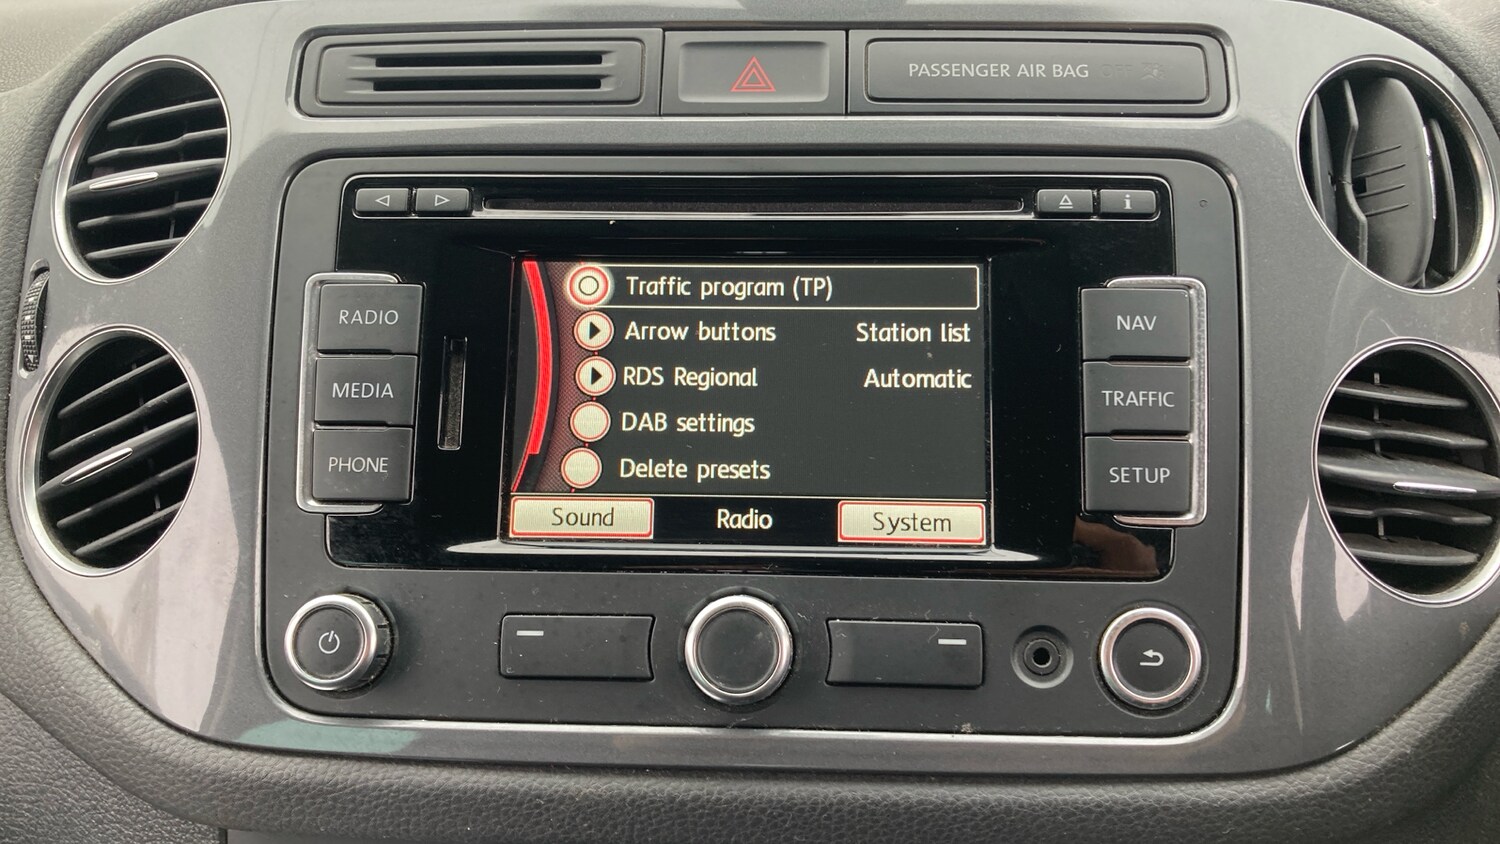 PASSENGER AIR BAG OFF
i
RADIO
MEDIA
PHONE
Traffic program (TP)
Arrow buttons Station list
RDS Regional Automatic
DAB settings
Delete presets
Sound Radio System
NAV
TRAFFIC
SETUP